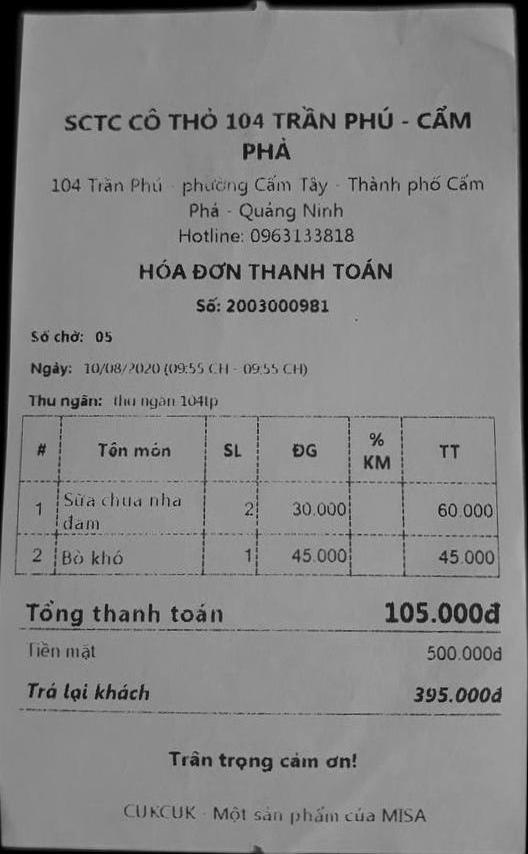 SCTC CÔ THỎ 104 TRẦN PHÚ - CẨM
PHẢ
104 Trần Phú - phường Cẩm Tây - Thành phố Cẩm
Phả - Quảng Ninh
Hotline: 0963133818
HÓA ĐƠN THANH TOÁN
Số: 2003000981
Số chờ: 05
Ngày: 10/08/2020 (09:55 CH - 09:55 CH)
Thu ngân: thu ngân 104tp
# Tên món SL ĐG % KM TT
1 Sữa chua nha đam 2 30.000 60.000
2 Bò khô 1 45.000 45.000
Tổng thanh toán 105.000đ
Tiền mặt 500.000đ
Trả lại khách 395.000đ
Trân trọng cảm ơn!
CUKCUK - Một sản phẩm của MISA